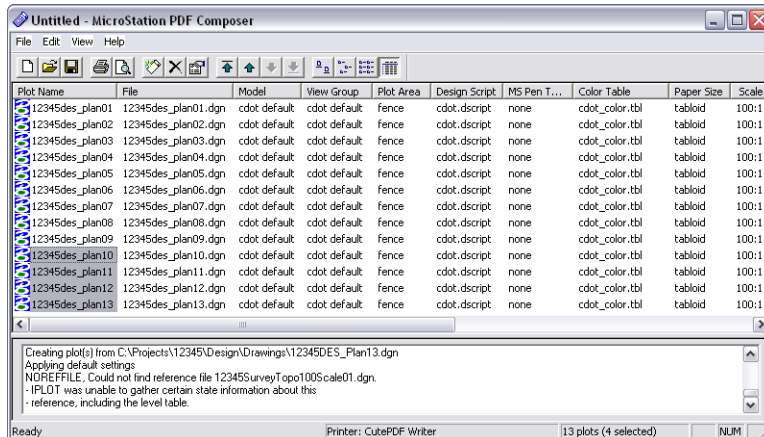 Untitled - MicroStation PDF Composer
File Edit View Help
Plot Name File Model View Group Plot Area Design Script MS Pen T... Color Table Paper Size Scale
12345des_plan01 12345des_plan01.dgn cdot default cdot default fence cdot.dscript none cdot_color.tbl tabloid 100:1
12345des_plan02 12345des_plan02.dgn cdot default cdot default fence cdot.dscript none cdot_color.tbl tabloid 100:1
12345des_plan03 12345des_plan03.dgn cdot default cdot default fence cdot.dscript none cdot_color.tbl tabloid 100:1
12345des_plan04 12345des_plan04.dgn cdot default cdot default fence cdot.dscript none cdot_color.tbl tabloid 100:1
12345des_plan05 12345des_plan05.dgn cdot default cdot default fence cdot.dscript none cdot_color.tbl tabloid 100:1
12345des_plan06 12345des_plan06.dgn cdot default cdot default fence cdot.dscript none cdot_color.tbl tabloid 100:1
12345des_plan07 12345des_plan07.dgn cdot default cdot default fence cdot.dscript none cdot_color.tbl tabloid 100:1
12345des_plan08 12345des_plan08.dgn cdot default cdot default fence cdot.dscript none cdot_color.tbl tabloid 100:1
12345des_plan09 12345des_plan09.dgn cdot default cdot default fence cdot.dscript none cdot_color.tbl tabloid 100:1
12345des_plan10 12345des_plan10.dgn cdot default cdot default fence cdot.dscript none cdot_color.tbl tabloid 100:1
12345des_plan11 12345des_plan11.dgn cdot default cdot default fence cdot.dscript none cdot_color.tbl tabloid 100:1
12345des_plan12 12345des_plan12.dgn cdot default cdot default fence cdot.dscript none cdot_color.tbl tabloid 100:1
12345des_plan13 12345des_plan13.dgn cdot default cdot default fence cdot.dscript none cdot_color.tbl tabloid 100:1
Creating plot(s) from C:\Projects\12345\Design\Drawings\12345DES_Plan13.dgn
Applying default settings
NOREFFILE, Could not find reference file 12345SurveyTopo100Scale01.dgn.
- IPLOT was unable to gather certain state information about this
- reference, including the level table.
Ready Printer: CutePDF Writer 13 plots (4 selected) NUM